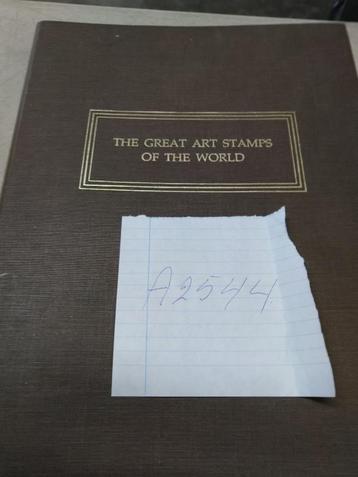 THE GREAT ART STAMPS
OF THE WORLD
A2544